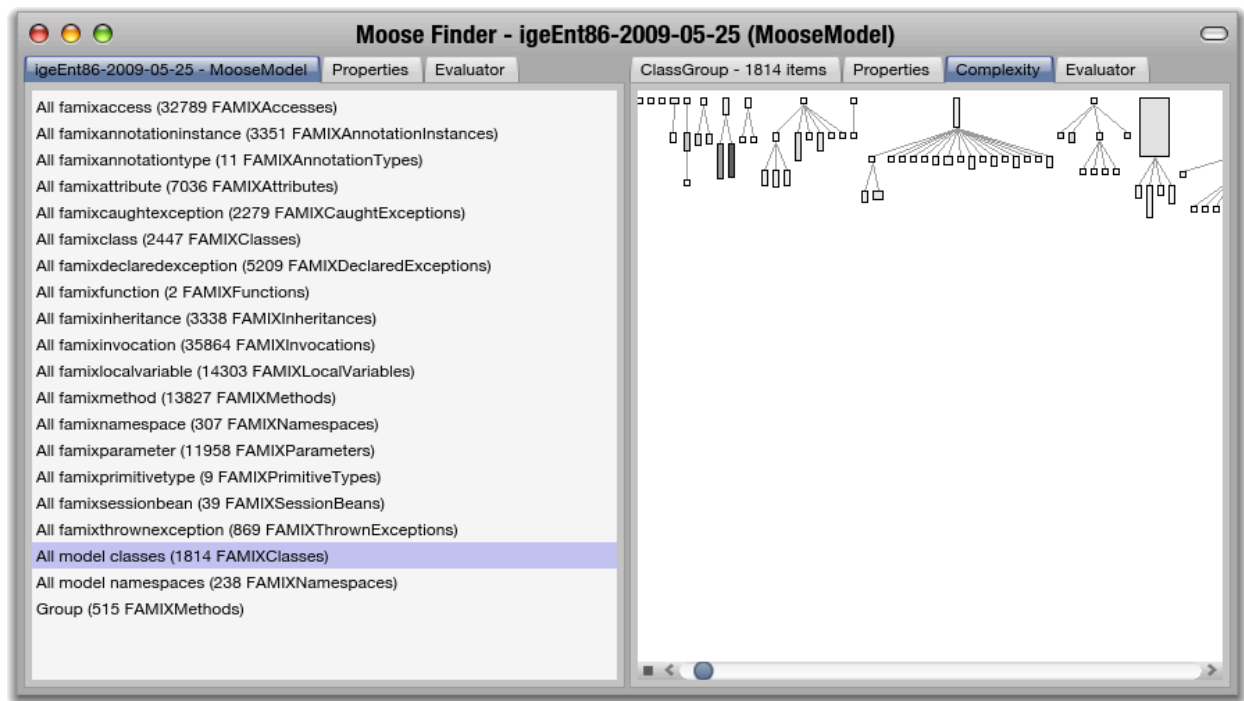 Moose Finder - igeEnt86-2009-05-25 (MooseModel)
igeEnt86-2009-05-25 - MooseModel Properties Evaluator
All famixaccess (32789 FAMIXAccesses)
All famixannotationinstance (3351 FAMIXAnnotationInstances)
All famixannotationtype (11 FAMIXAnnotationTypes)
All famixattribute (7036 FAMIXAttributes)
All famixcaughtexception (2279 FAMIXCaughtExceptions)
All famixclass (2447 FAMIXClasses)
All famixdeclaredexception (5209 FAMIXDeclaredExceptions)
All famixfunction (2 FAMIXFunctions)
All famixinheritance (3338 FAMIXInheritances)
All famixinvocation (35864 FAMIXInvocations)
All famixlocalvariable (14303 FAMIXLocalVariables)
All famixmethod (13827 FAMIXMethods)
All famixnamespace (307 FAMIXNamespaces)
All famixparameter (11958 FAMIXParameters)
All famixprimitivetype (9 FAMIXPrimitiveTypes)
All famixsessionbean (39 FAMIXSessionBeans)
All famixthrownexception (869 FAMIXThrownExceptions)
All model classes (1814 FAMIXClasses)
All model namespaces (238 FAMIXNamespaces)
Group (515 FAMIXMethods)
ClassGroup - 1814 items Properties Complexity Evaluator